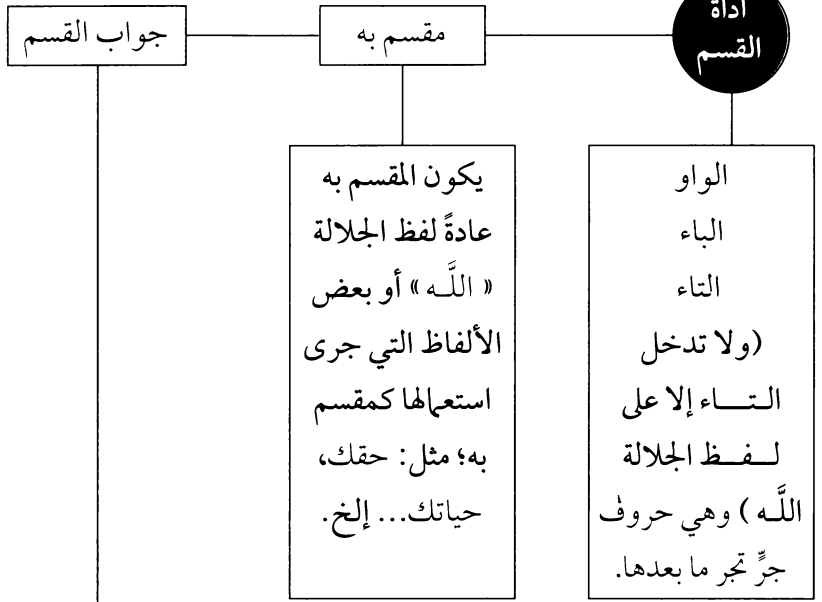 أداة
القسم
مقسم به
جواب القسم
الواو
الباء
التاء
(ولا تدخل
الـتـــاء إلا على
لـــفـــظ الجلالة
اللَّـه ) وهي حروف
جرٍّ تجر ما بعدها.
يكون المقسم به
عادةً لفظ الجلالة
« اللَّـه » أو بعض
الألفاظ التي جرى
استعمالها كمقسم
به؛ مثل: حقك،
حياتك... إلخ.